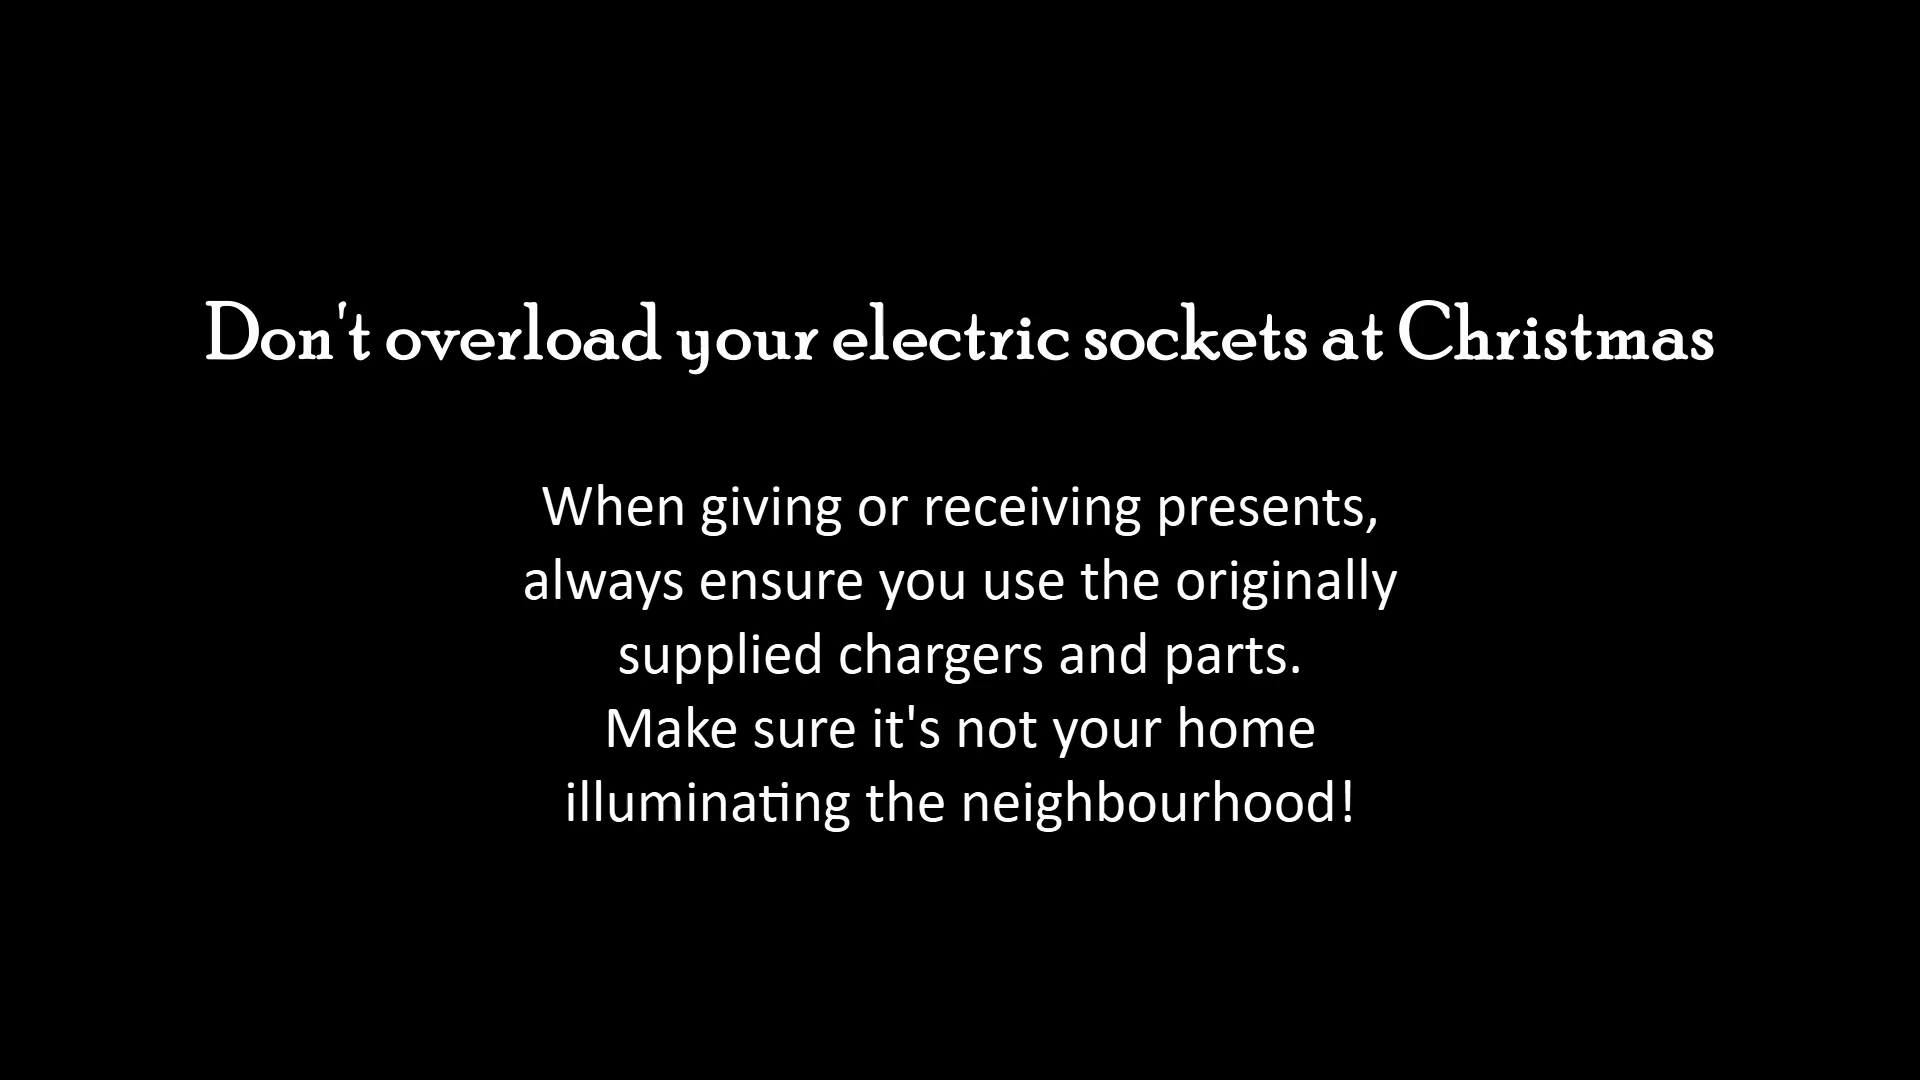 Don't overload your electric sockets at Christmas
When giving or receiving presents,
always ensure you use the originally
supplied chargers and parts.
Make sure it's not your home
illuminating the neighbourhood!